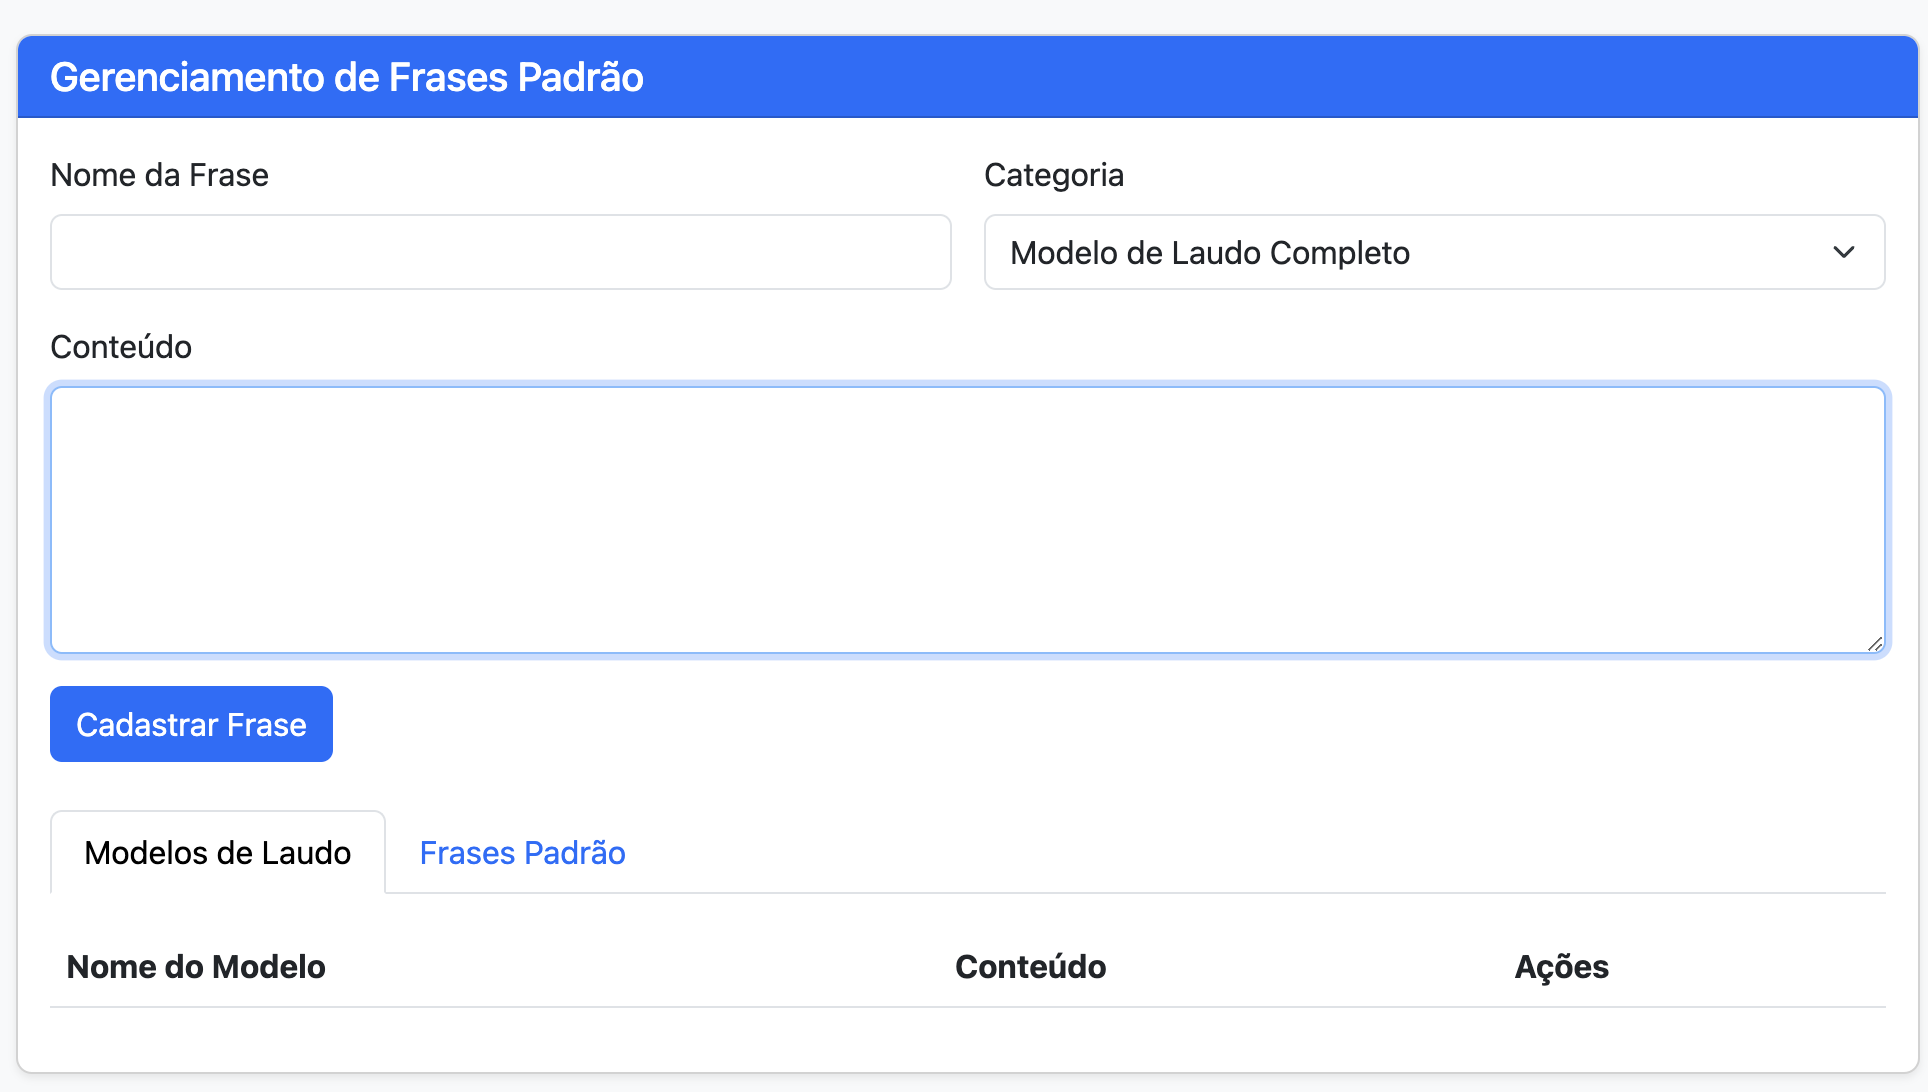 Gerenciamento de Frases Padrão
Nome da Frase
Categoria
Modelo de Laudo Completo
Conteúdo
Cadastrar Frase
Modelos de Laudo
Frases Padrão
Nome do Modelo
Conteúdo
Ações